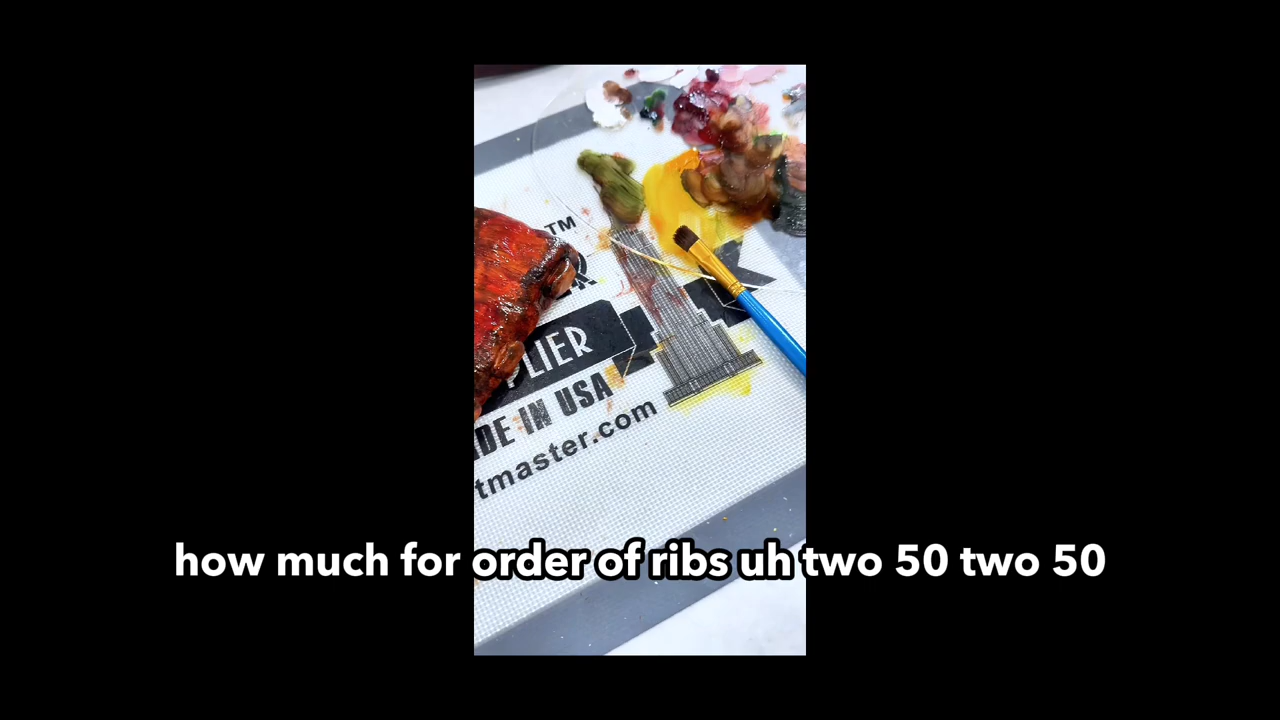 TM
PLIER
DE IN USA
tmaster.com
how much for order of ribs uh two 50 two 50